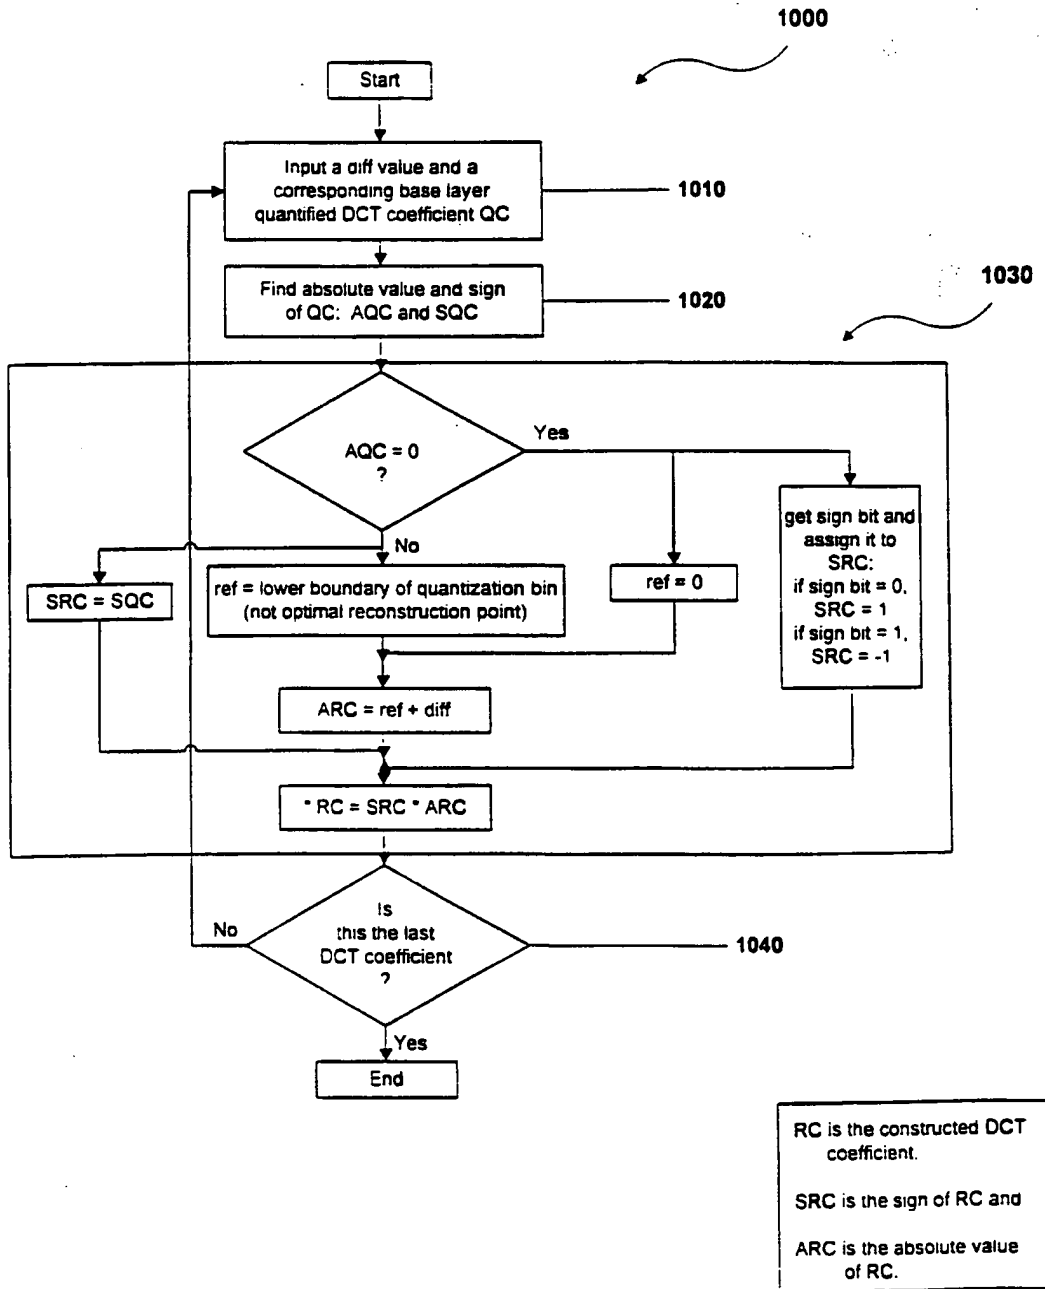 1000
Start
Input a diff value and a
corresponding base layer
quantified DCT coefficient QC
1010
Find absolute value and sign
of QC: AQC and SQC
1020
1030
AQC = 0
?
Yes
No
SRC = SQC
ref = lower boundary of quantization bin
(not optimal reconstruction point)
ref = 0
get sign bit and
assign it to
SRC:
if sign bit = 0,
SRC = 1
if sign bit = 1,
SRC = -1
ARC = ref + diff
* RC = SRC * ARC
Is
this the last
DCT coefficient
?
No
1040
Yes
End
RC is the constructed DCT
coefficient.
SRC is the sign of RC and
ARC is the absolute value
of RC.